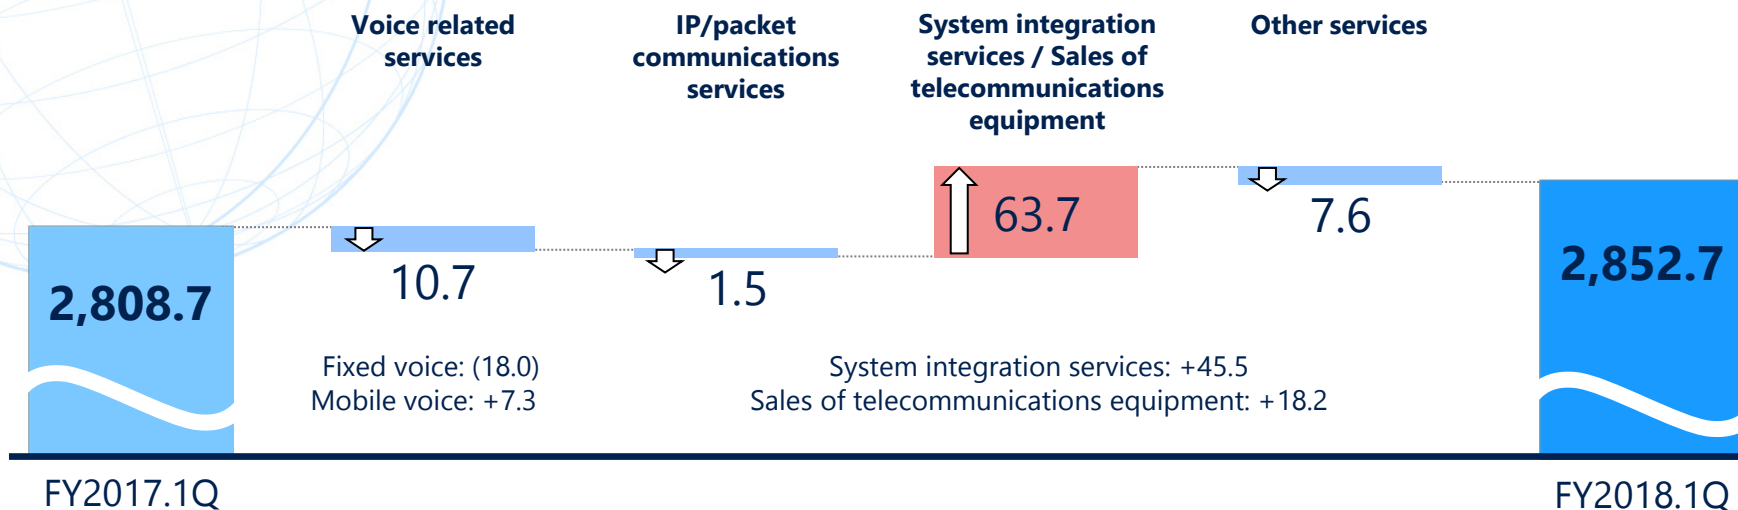 Voice related
services
IP/packet
communications
services
System integration
services / Sales of
telecommunications
equipment
Other services
2,808.7
10.7
1.5
63.7
7.6
2,852.7
Fixed voice: (18.0)
Mobile voice: +7.3
System integration services: +45.5
Sales of telecommunications equipment: +18.2
FY2017.1Q
FY2018.1Q